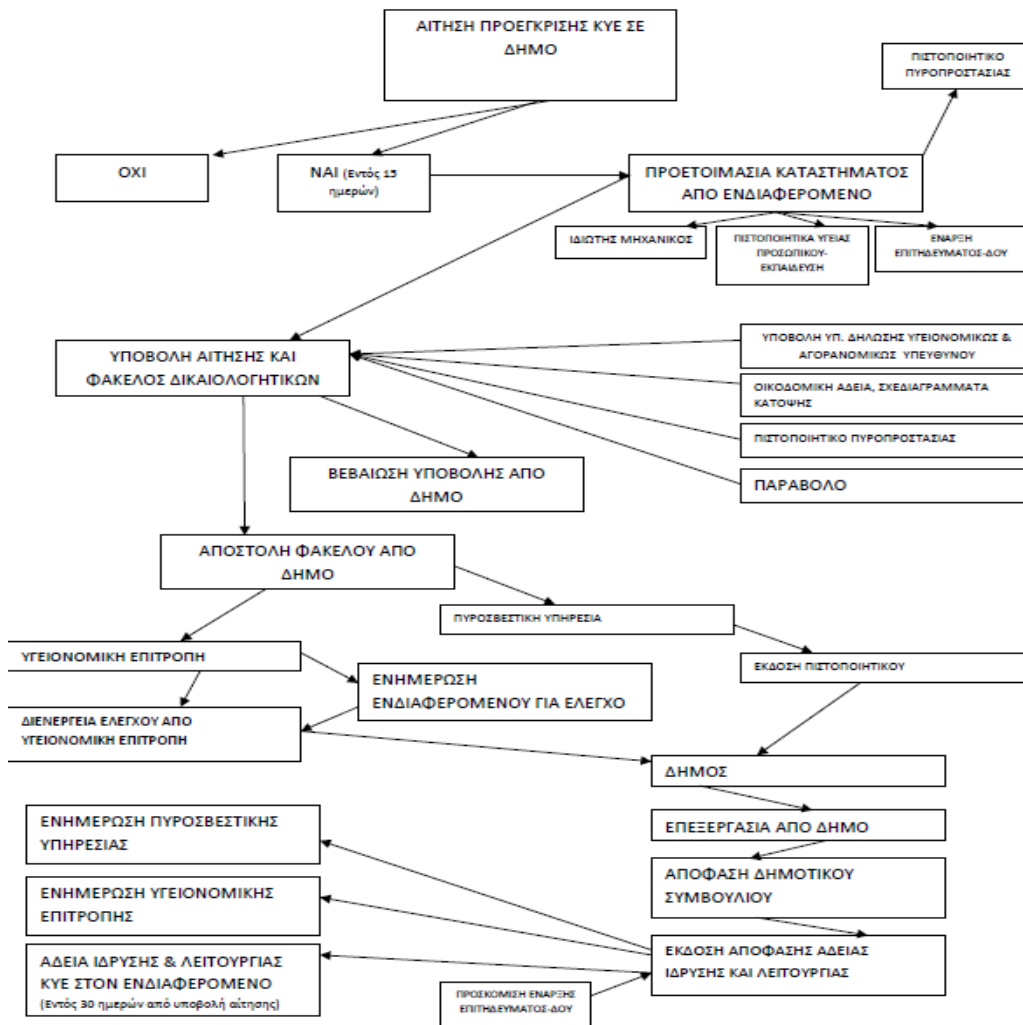 ΑΙΤΗΣΗ ΠΡΟΕΓΚΡΙΣΗΣ ΚΥΕ ΣΕ
ΔΗΜΟ
ΠΙΣΤΟΠΟΙΗΤΙΚΟ
ΠΥΡΟΠΡΟΣΤΑΣΙΑΣ
ΟΧΙ
ΝΑΙ (Εντός 15
ημερών)
ΠΡΟΕΤΟΙΜΑΣΙΑ ΚΑΤΑΣΤΗΜΑΤΟΣ
ΑΠΟ ΕΝΔΙΑΦΕΡΟΜΕΝΟ
ΙΔΙΩΤΗΣ ΜΗΧΑΝΙΚΟΣ
ΠΙΣΤΟΠΟΙΗΤΙΚΑ ΥΓΕΙΑΣ
ΠΡΟΣΩΠΙΚΟΥ-
ΕΚΠΑΙΔΕΥΣΗ
ΕΝΑΡΞΗ
ΕΠΙΤΗΔΕΥΜΑΤΟΣ-ΔΟΥ
ΥΠΟΒΟΛΗ ΑΙΤΗΣΗΣ ΚΑΙ
ΦΑΚΕΛΟΣ ΔΙΚΑΙΟΛΟΓΗΤΙΚΩΝ
ΥΠΟΒΟΛΗ ΥΠ. ΔΗΛΩΣΗΣ ΥΓΕΙΟΝΟΜΙΚΩΣ &
ΑΓΟΡΑΝΟΜΙΚΩΣ ΥΠΕΥΘΥΝΟΥ
ΟΙΚΟΔΟΜΙΚΗ ΑΔΕΙΑ, ΣΧΕΔΙΑΓΡΑΜΜΑΤΑ
ΚΑΤΟΨΗΣ
ΠΙΣΤΟΠΟΙΗΤΙΚΟ ΠΥΡΟΠΡΟΣΤΑΣΙΑΣ
ΠΑΡΑΒΟΛΟ
ΒΕΒΑΙΩΣΗ ΥΠΟΒΟΛΗΣ ΑΠΟ
ΔΗΜΟ
ΑΠΟΣΤΟΛΗ ΦΑΚΕΛΟΥ ΑΠΟ
ΔΗΜΟ
ΠΥΡΟΣΒΕΣΤΙΚΗ ΥΠΗΡΕΣΙΑ
ΥΓΕΙΟΝΟΜΙΚΗ ΕΠΙΤΡΟΠΗ
ΕΚΔΟΣΗ ΠΙΣΤΟΠΟΙΗΤΙΚΟΥ
ΕΝΗΜΕΡΩΣΗ
ΕΝΔΙΑΦΕΡΟΜΕΝΟΥ ΓΙΑ ΕΛΕΓΧΟ
ΔΙΕΝΕΡΓΕΙΑ ΕΛΕΓΧΟΥ ΑΠΟ
ΥΓΕΙΟΝΟΜΙΚΗ ΕΠΙΤΡΟΠΗ
ΔΗΜΟΣ
ΕΠΕΞΕΡΓΑΣΙΑ ΑΠΟ ΔΗΜΟ
ΑΠΟΦΑΣΗ ΔΗΜΟΤΙΚΟΥ
ΣΥΜΒΟΥΛΙΟΥ
ΕΝΗΜΕΡΩΣΗ ΠΥΡΟΣΒΕΣΤΙΚΗΣ
ΥΠΗΡΕΣΙΑΣ
ΕΝΗΜΕΡΩΣΗ ΥΓΕΙΟΝΟΜΙΚΗΣ
ΕΠΙΤΡΟΠΗΣ
ΕΚΔΟΣΗ ΑΠΟΦΑΣΗΣ ΑΔΕΙΑΣ
ΙΔΡΥΣΗΣ ΚΑΙ ΛΕΙΤΟΥΡΓΙΑΣ
ΑΔΕΙΑ ΙΔΡΥΣΗΣ & ΛΕΙΤΟΥΡΓΙΑΣ
ΚΥΕ ΣΤΟΝ ΕΝΔΙΑΦΕΡΟΜΕΝΟ
(Εντός 30 ημερών από υποβολή αίτησης)
ΠΡΟΣΚΟΜΙΣΗ ΕΝΑΡΞΗΣ
ΕΠΙΤΗΔΕΥΜΑΤΟΣ-ΔΟΥ